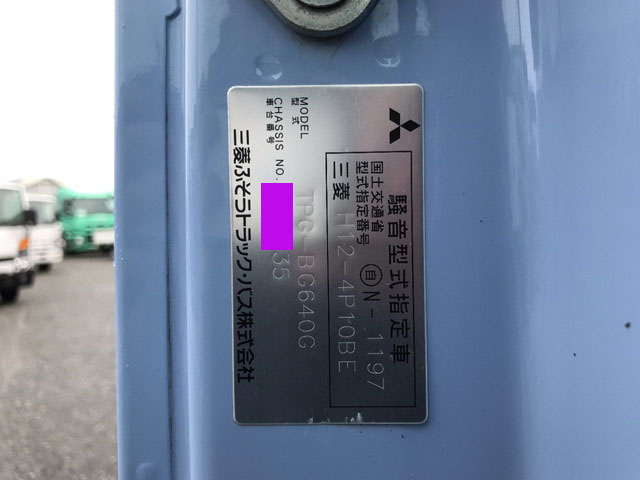 騒音型式指定車
国土交通省
型式指定番号 自 N-1197
三菱 H12-4P10BE
MODEL
型式 TPG-BG640G
CHASSIS NO.
車台番号 35
三菱ふそうトラック・バス株式会社